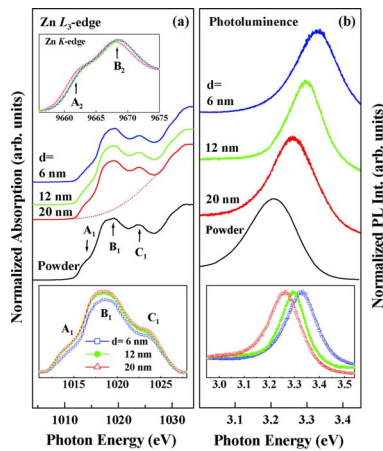 Zn L3-edge (a)
Zn K-edge
A2
B2
9660 9665 9670 9675
d=
6 nm
12 nm
20 nm
Powder
A1
B1
C1
A1
B1
C1
d= 6 nm
12 nm
20 nm
1015 1020 1025
1010 1020 1030
Photon Energy (eV)
Normalized Absorption (arb. units)
Photoluminence (b)
d=
6 nm
12 nm
20 nm
Powder
3.0 3.1 3.2 3.3 3.4 3.5
3.1 3.2 3.3 3.4
Photon Energy (eV)
Normalized PL Int. (arb. units)